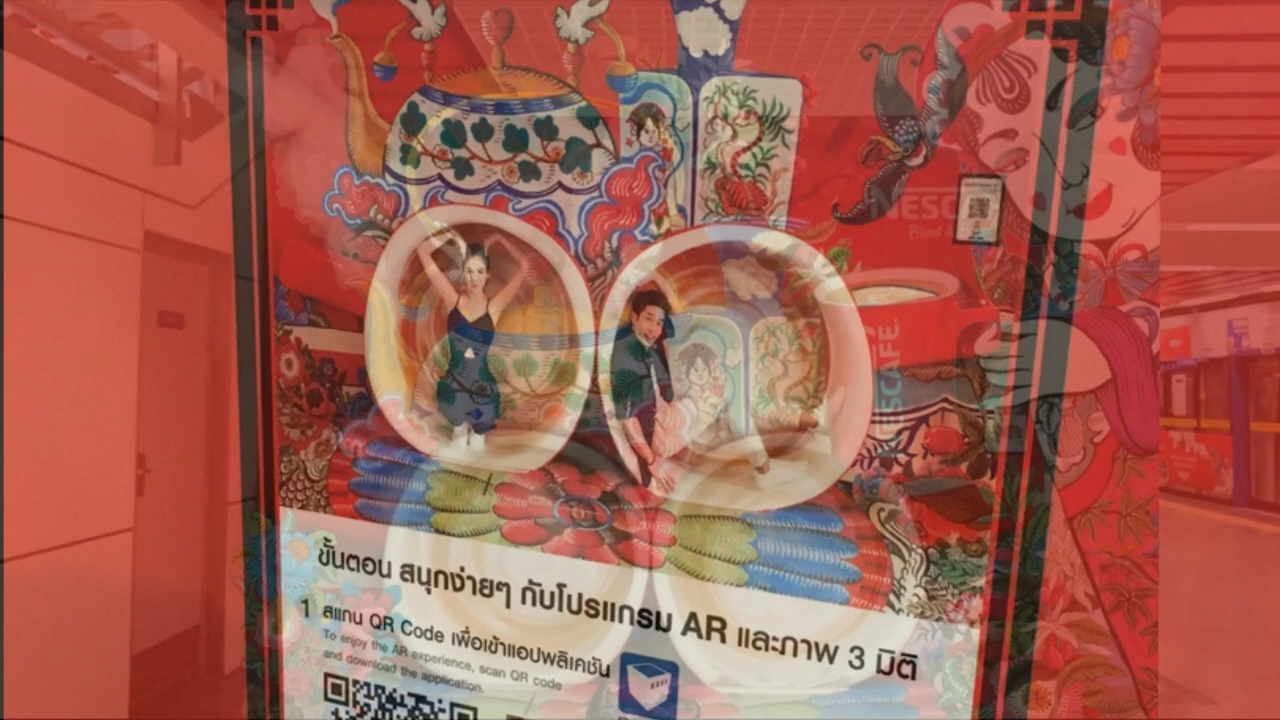 NESC
Blend &
NESCAFÉ.
ขั้นตอน สนุกง่ายๆ กับโปรแกรม AR และภาพ 3 มิติ
1 สแกน QR Code เพื่อเข้าแอปพลิเคชัน
To enjoy the AR experience, scan QR code
and download the application.